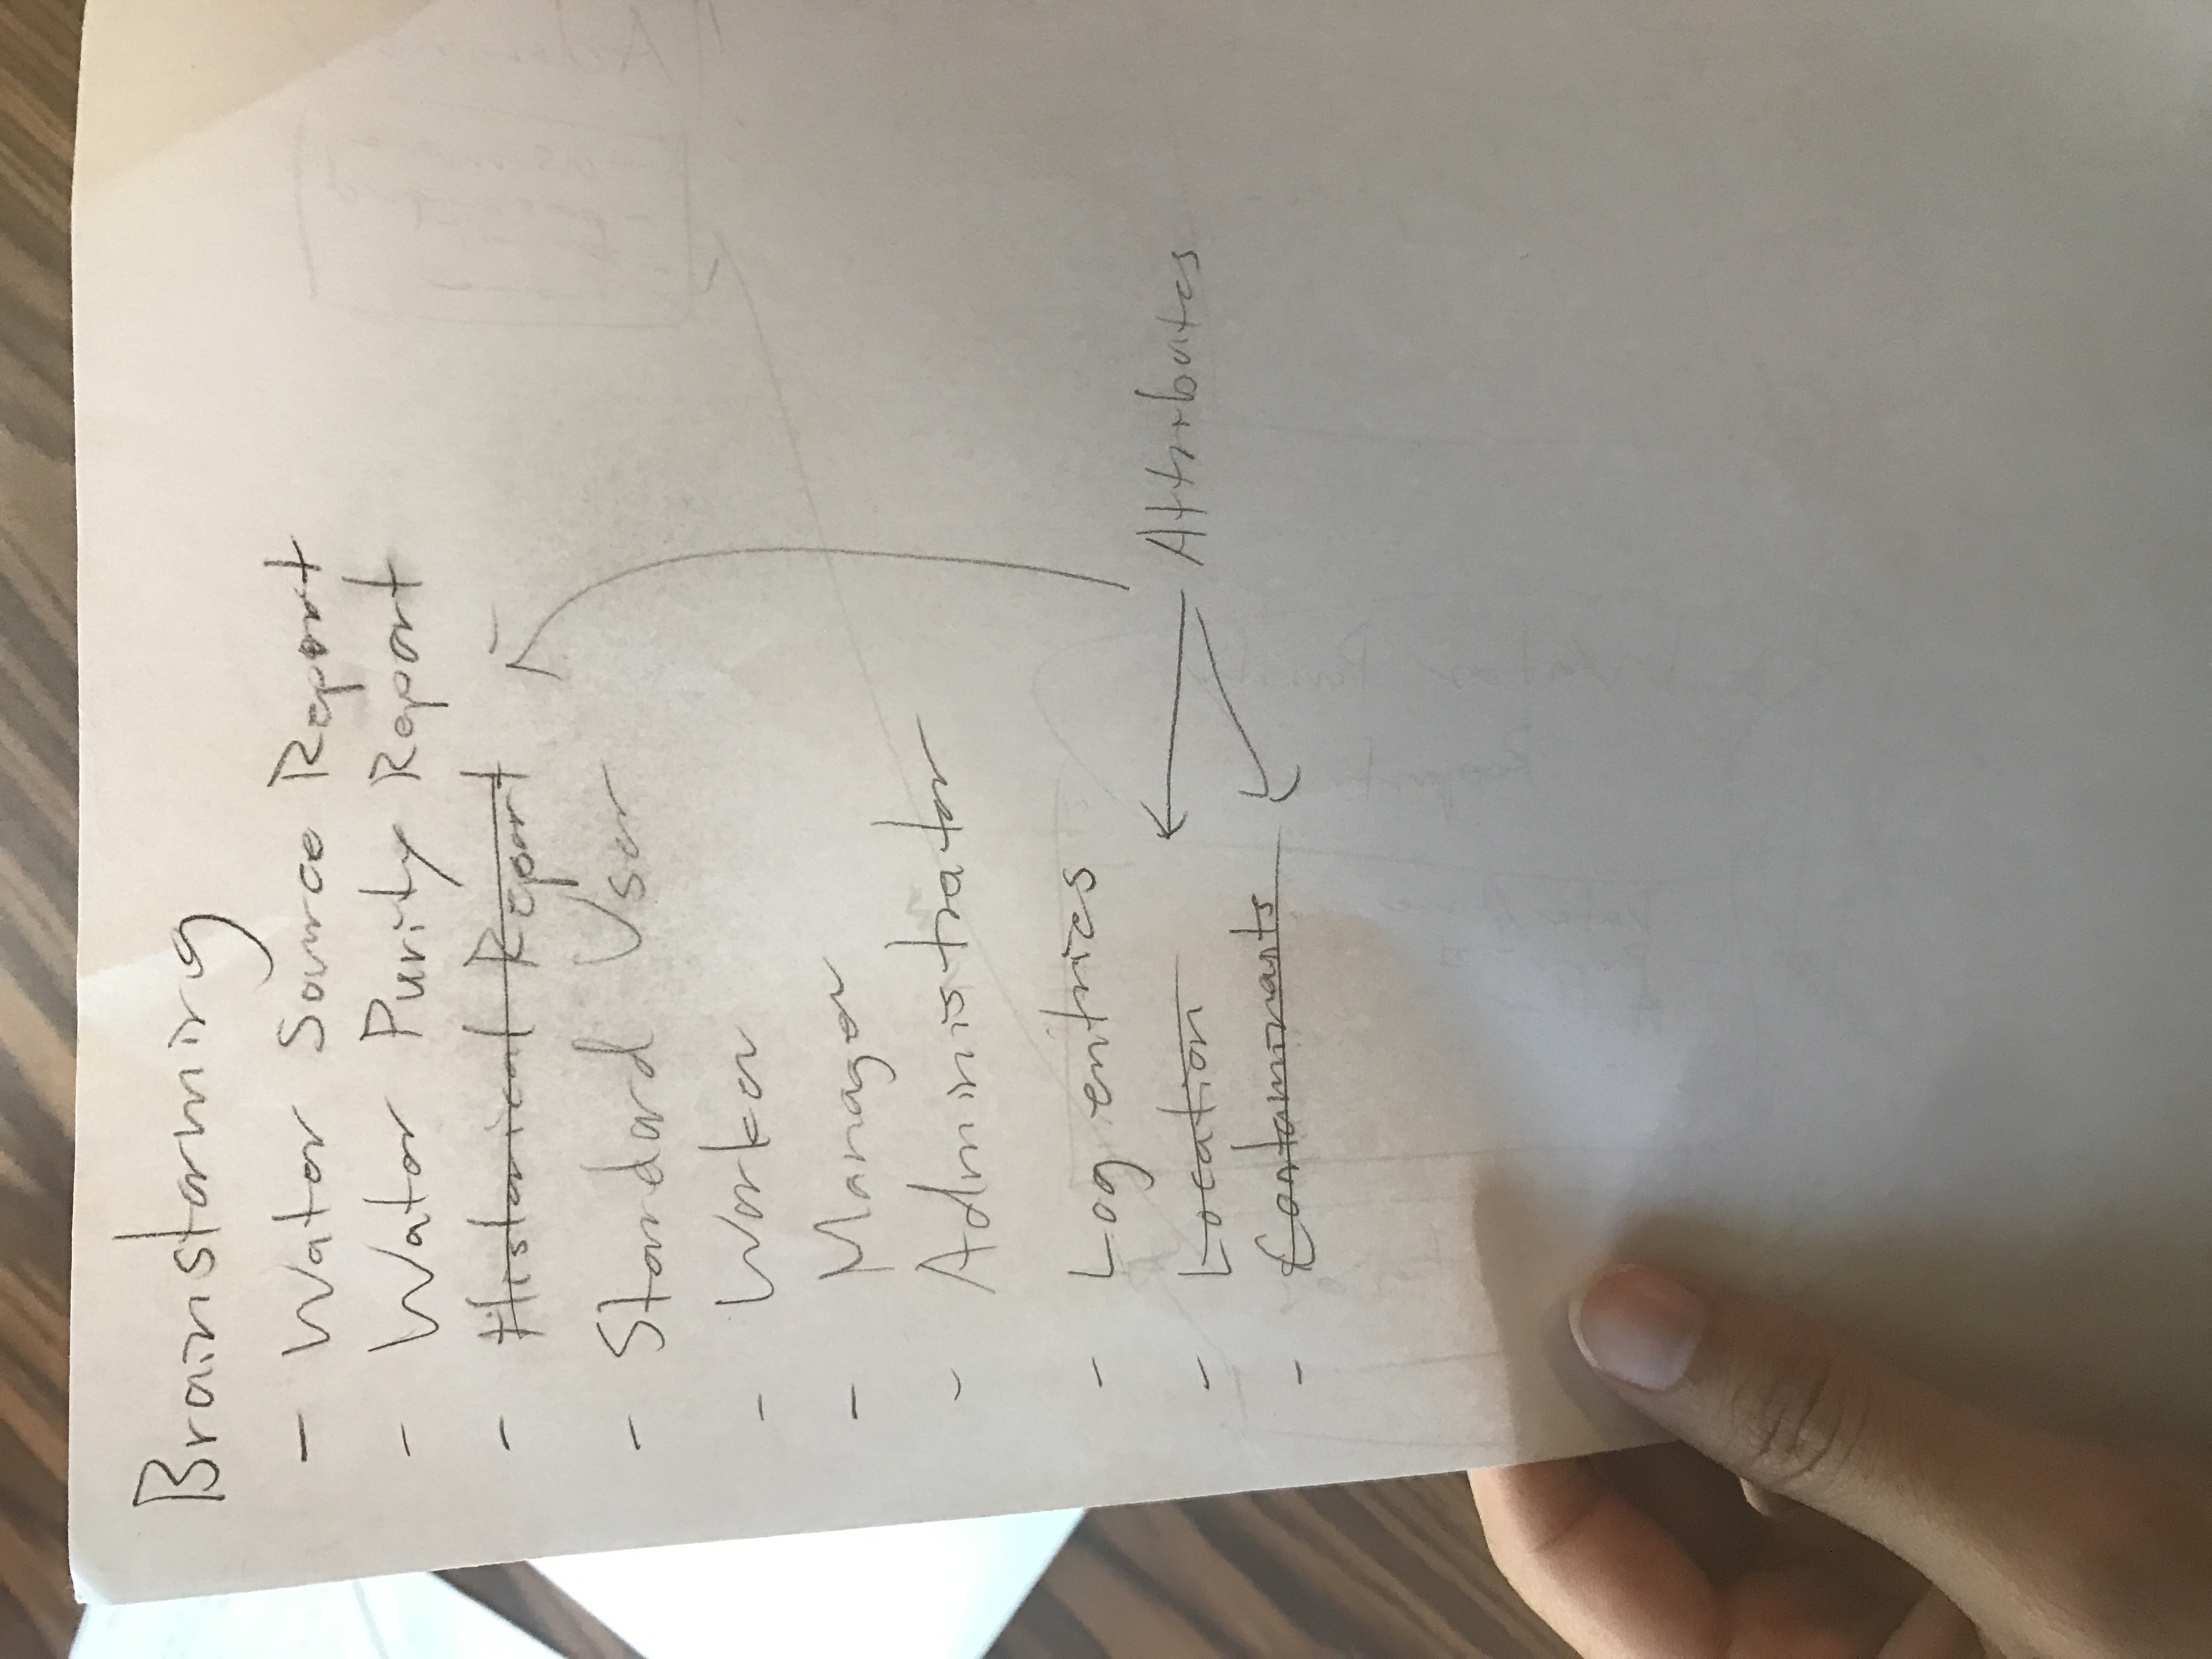 Brainstorming
- Water Source Report
- Water Purity Report
- Historical Report
- Standard User
- Worker
- Manager
- Administrator
- Log entries
- Location
Attributes
- Contaminants